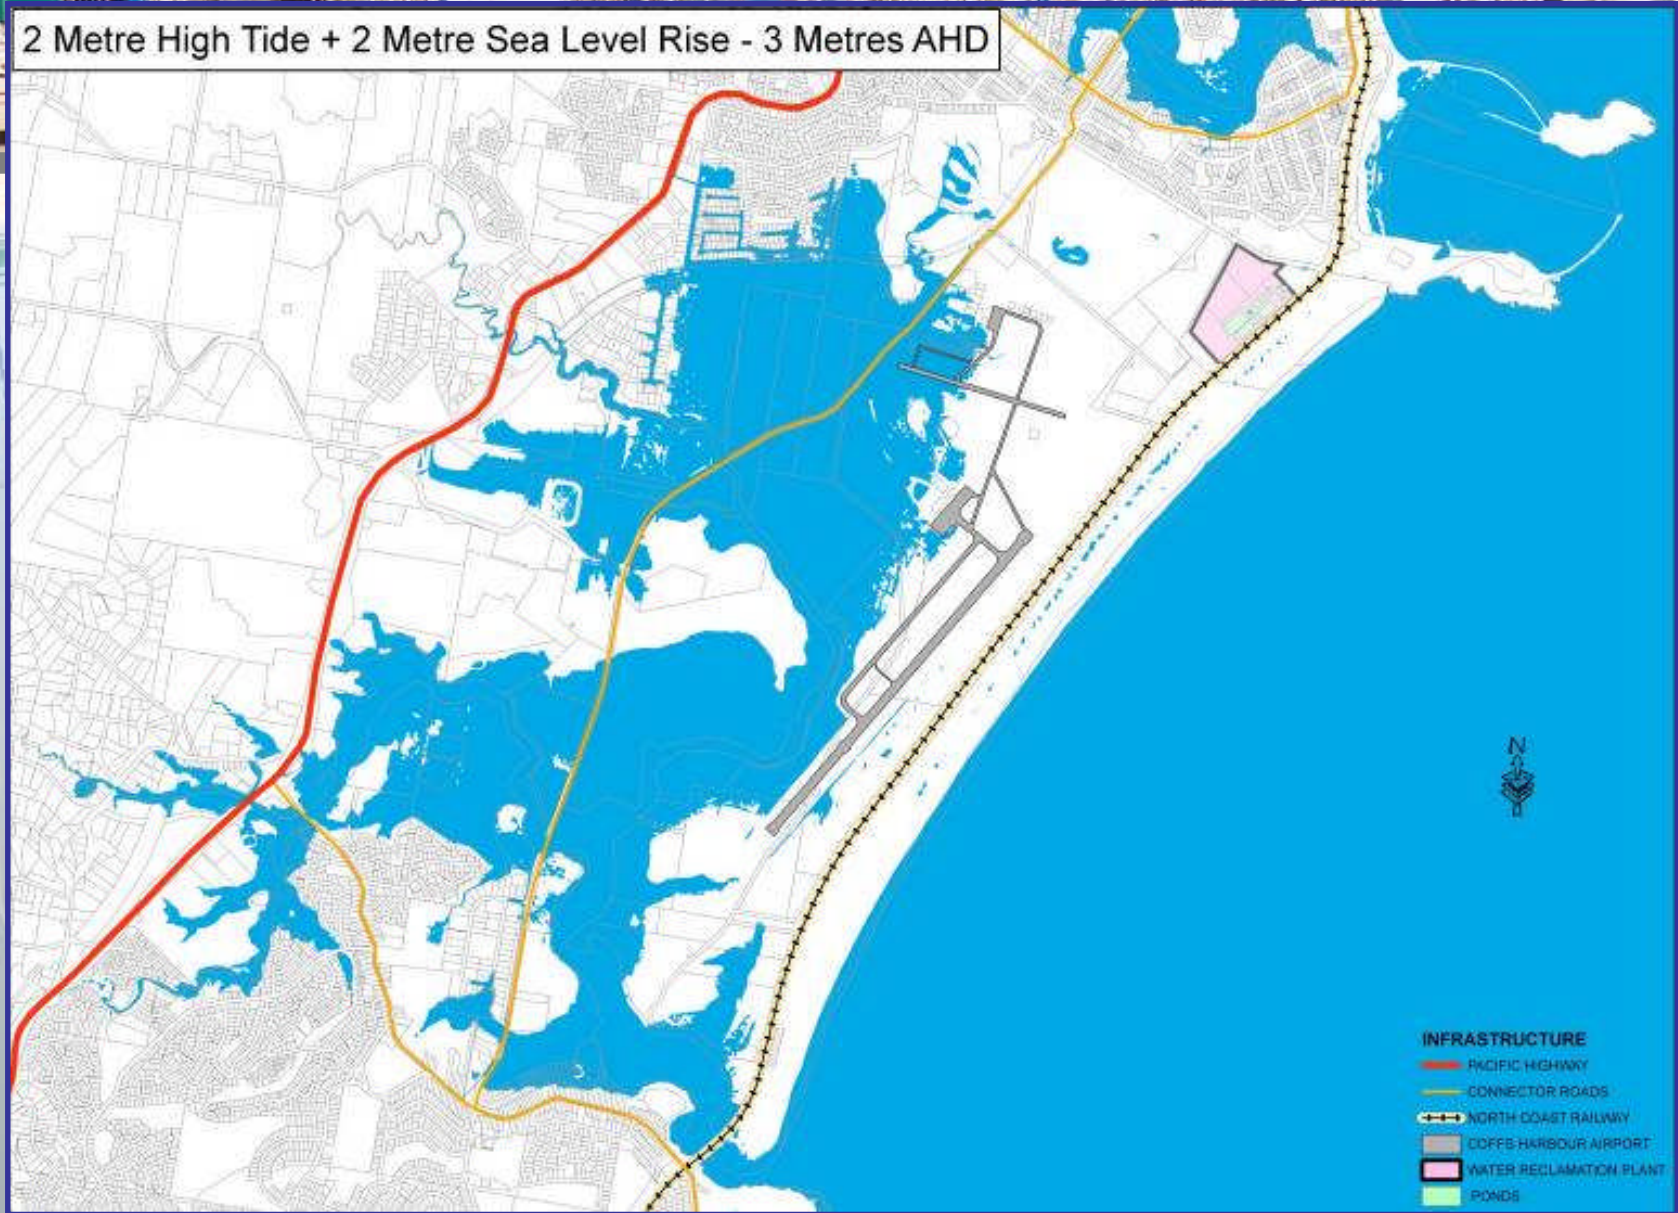 2 Metre High Tide + 2 Metre Sea Level Rise - 3 Metres AHD
N
INFRASTRUCTURE
PACIFIC HIGHWAY
CONNECTOR ROADS
NORTH COAST RAILWAY
COFFS HARBOUR AIRPORT
WATER RECLAMATION PLANT
PONDS